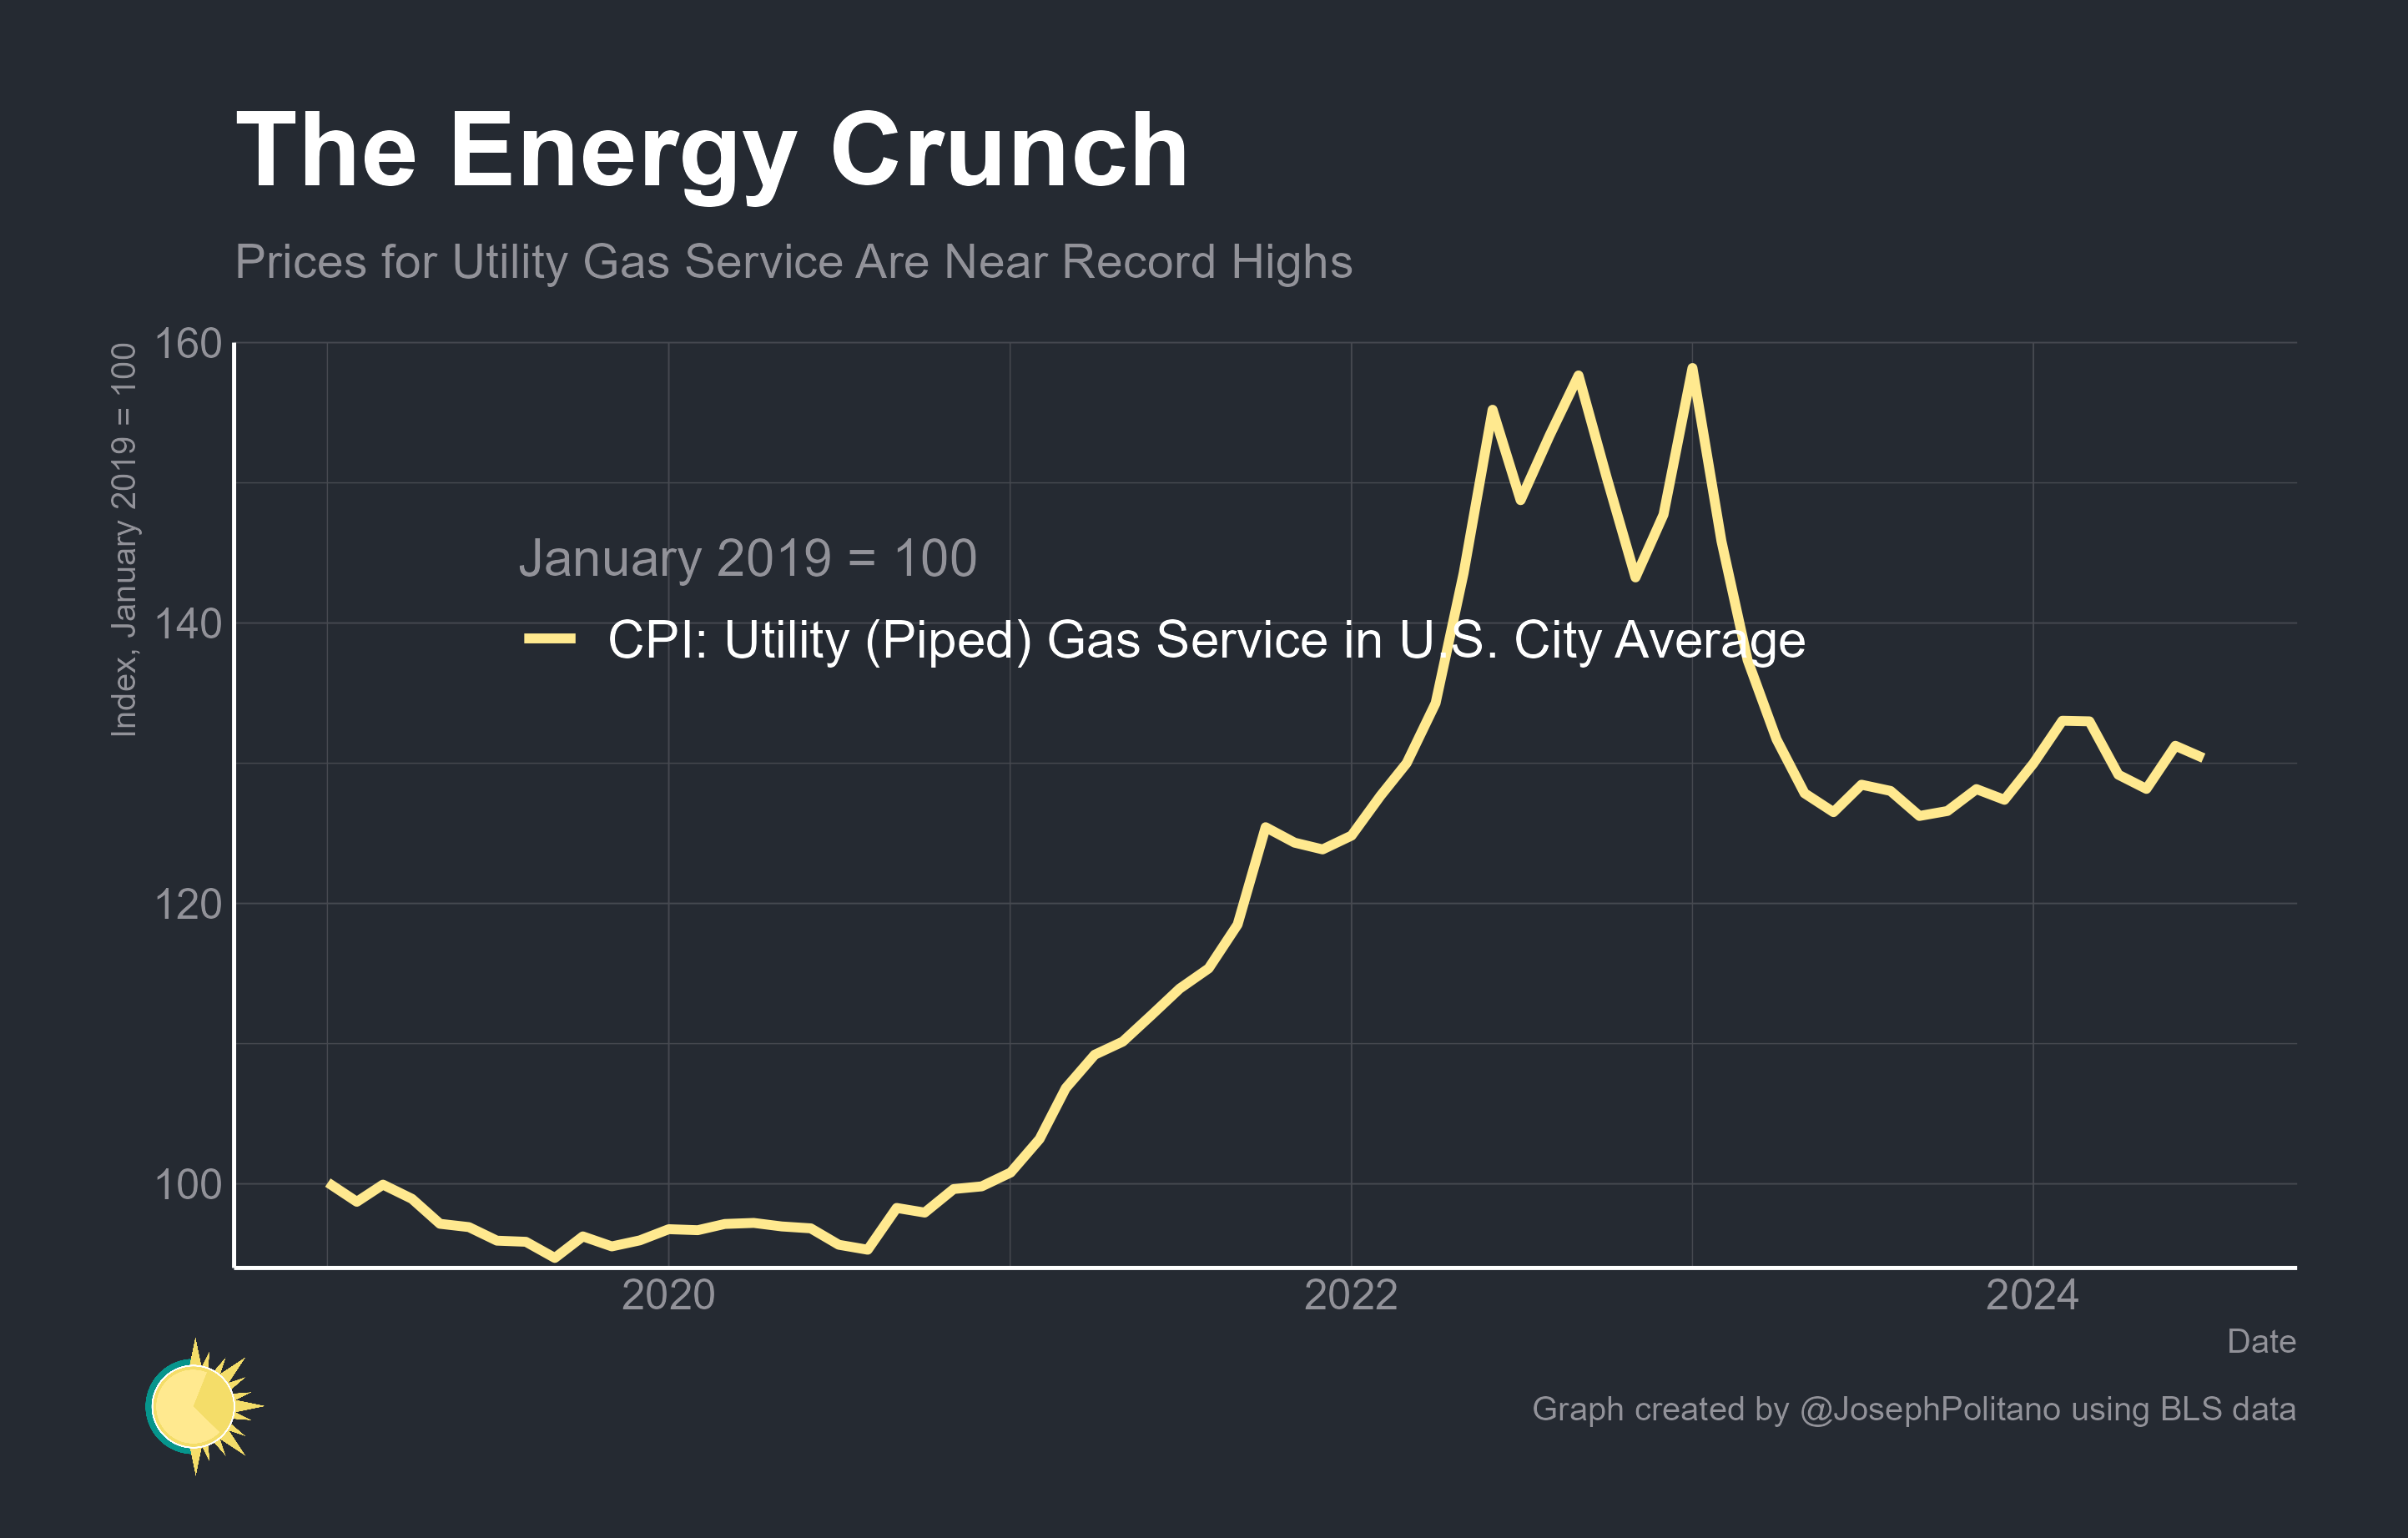 The Energy Crunch
Prices for Utility Gas Service Are Near Record Highs
Index, January 2019 = 100
160
140
120
100
January 2019 = 100
CPI: Utility (Piped) Gas Service in U.S. City Average
2020
2022
2024
Date
Graph created by @JosephPolitano using BLS data